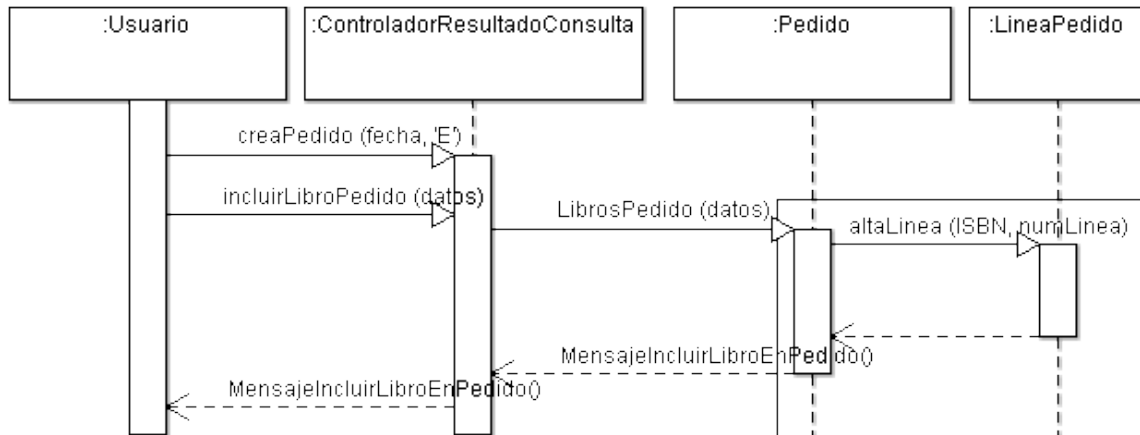 :Usuario
:ControladorResultadoConsulta
:Pedido
:LineaPedido
creaPedido (fecha, 'E')
incluirLibroPedido (datos)
LibrosPedido (datos)
altaLinea (ISBN, numLinea)
MensajeIncluirLibroEnPedido()
MensajeIncluirLibroEnPedido()